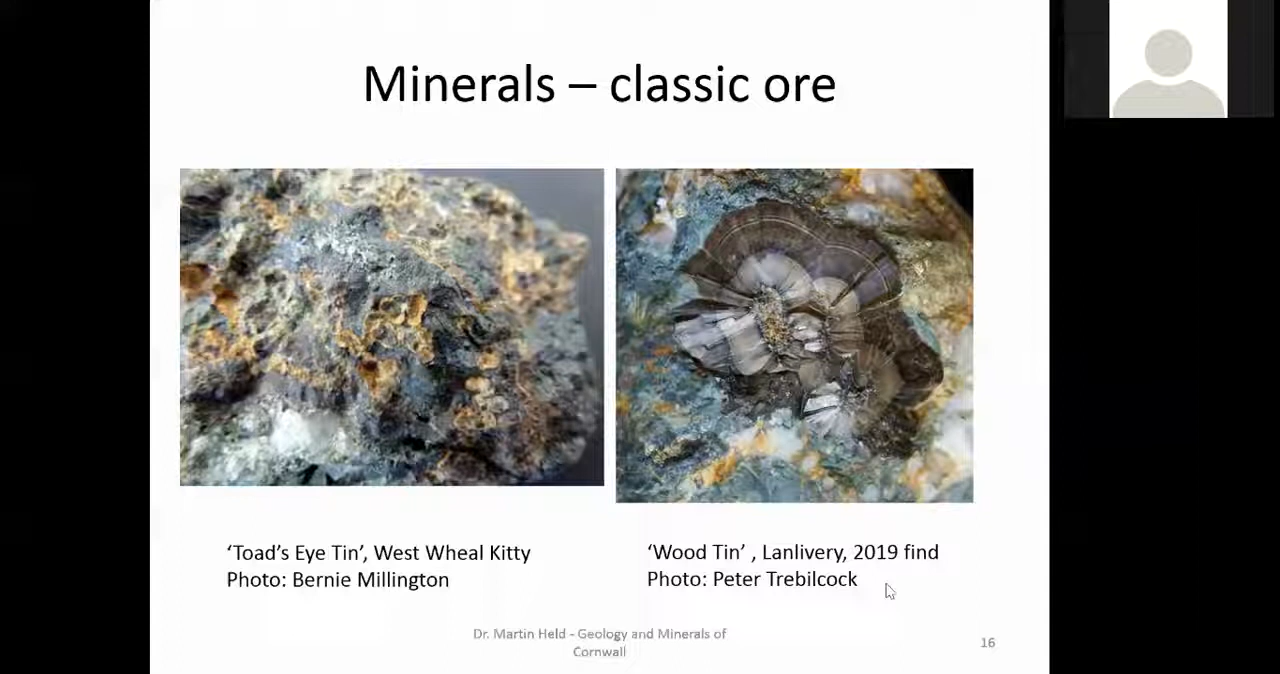 Minerals – classic ore
‘Toad’s Eye Tin’, West Wheal Kitty
Photo: Bernie Millington
‘Wood Tin’ , Lanlivery, 2019 find
Photo: Peter Trebilcock
Dr. Martin Held - Geology and Minerals of
Cornwall
16